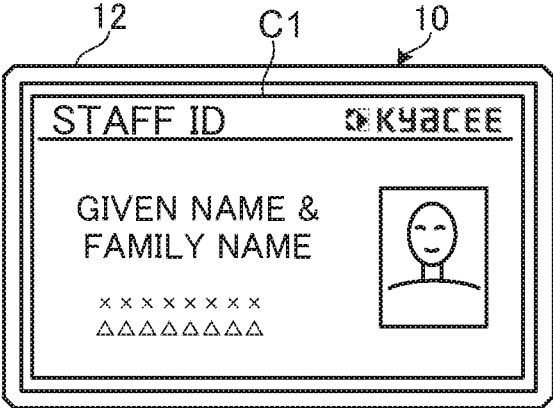 12 C1 10
STAFF ID KYACEE
GIVEN NAME &
FAMILY NAME
××××××××
△△△△△△△△